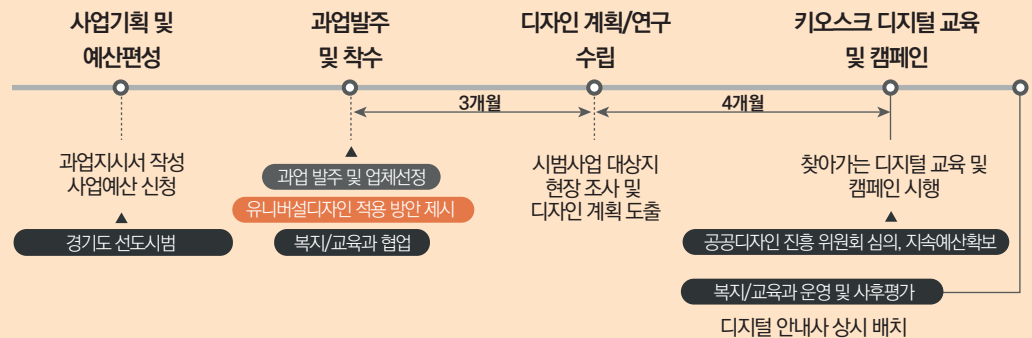 사업기획 및
예산편성
과업발주
및 착수
디자인 계획/연구
수립
키오스크 디지털 교육
및 캠페인
3개월
4개월
과업지시서 작성
사업예산 신청
경기도 선도시범
과업 발주 및 업체선정
유니버설디자인 적용 방안 제시
복지/교육과 협업
시범사업 대상지
현장 조사 및
디자인 계획 도출
찾아가는 디지털 교육 및
캠페인 시행
공공디자인 진흥 위원회 심의, 지속예산확보
복지/교육과 운영 및 사후평가
디지털 안내사 상시 배치